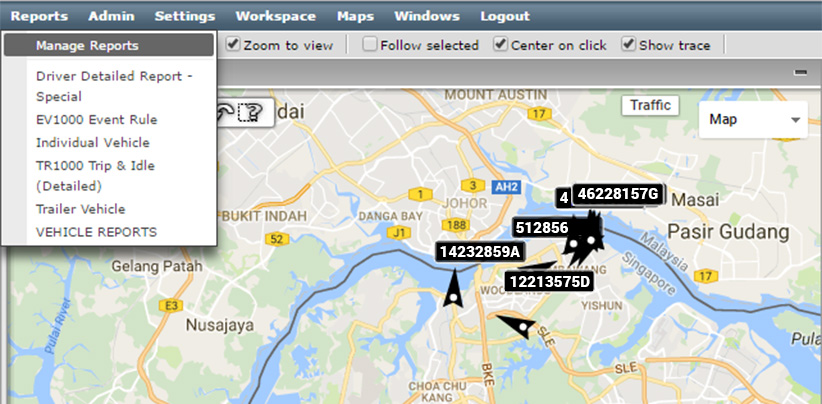 Reports Admin Settings Workspace Maps Windows Logout
Manage Reports
Zoom to view Follow selected Center on click Show trace
Driver Detailed Report -
Special
EV1000 Event Rule
Individual Vehicle
TR1000 Trip & Idle
(Detailed)
Trailer Vehicle
VEHICLE REPORTS
dai
MOUNT AUSTIN
17
Traffic
Map
3
AH2
1
JOHOR
4
46228157G
Masai
BUKIT INDAH
DANGA BAY
188
512856
Pasir Gudang
52
J1
14232859A
Malaysia
Singapore
Gelang Patah
12213575D
17
E3
YISHUN
Nusajaya
Pulai River
SLE
SLE
BKE
CHOA CHU
KANG